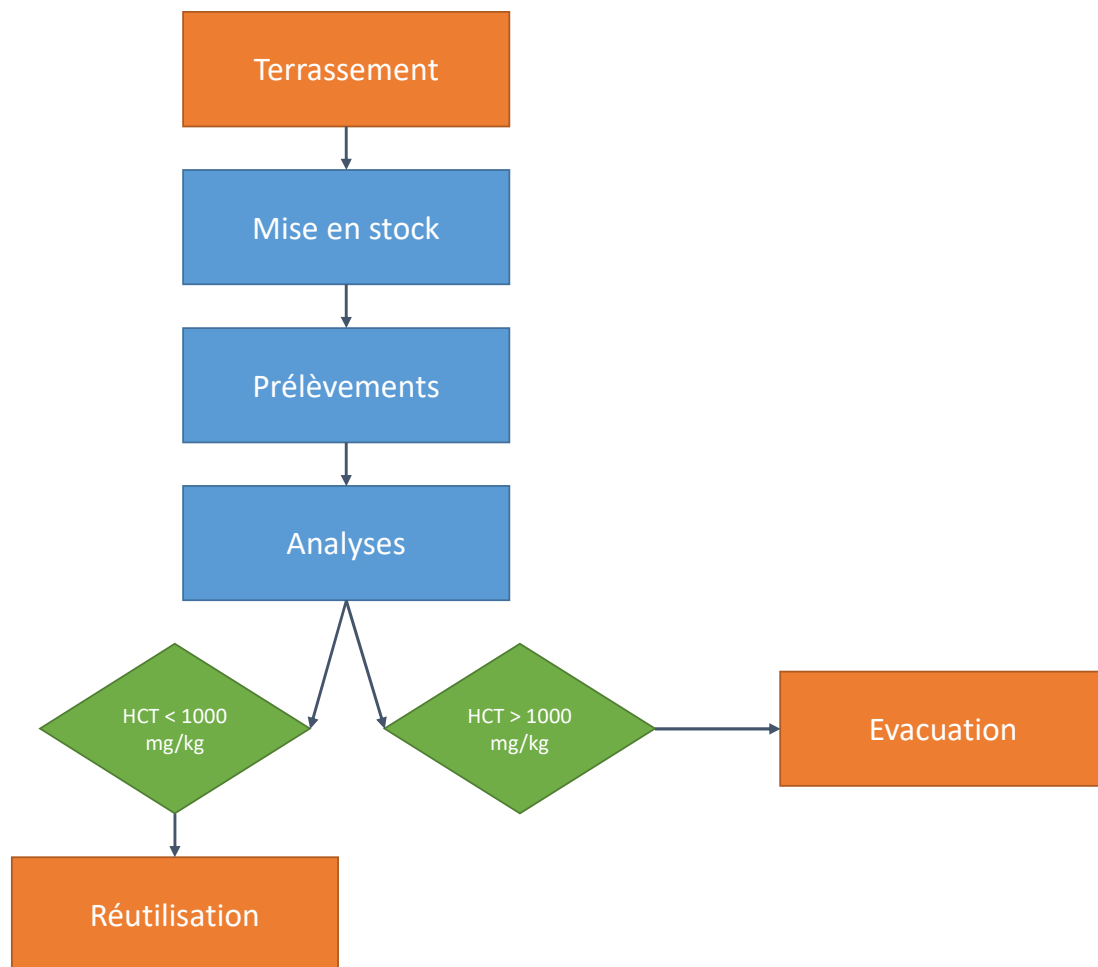 Terrassement
Mise en stock
Prélèvements
Analyses
HCT < 1000
mg/kg
HCT > 1000
mg/kg
Evacuation
Réutilisation